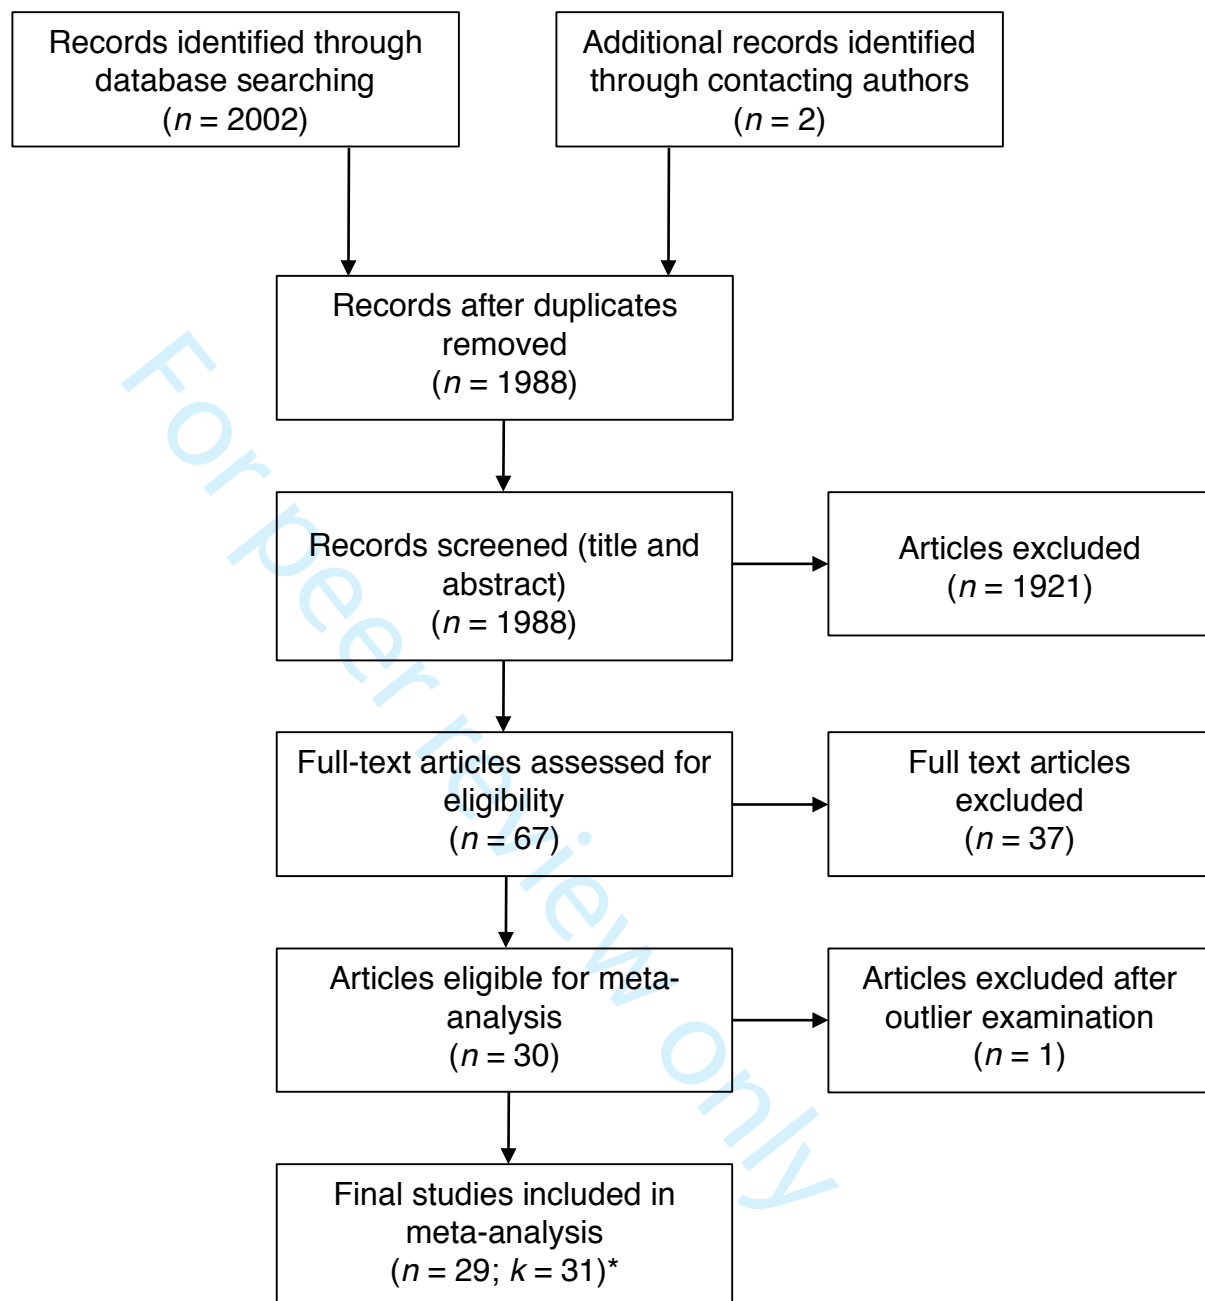 Records identified through
database searching
(n = 2002)
Additional records identified
through contacting authors
(n = 2)
Records after duplicates
removed
(n = 1988)
Records screened (title and
abstract)
(n = 1988)
Articles excluded
(n = 1921)
Full-text articles assessed for
eligibility
(n = 67)
Full text articles
excluded
(n = 37)
Articles eligible for meta-
analysis
(n = 30)
Articles excluded after
outlier examination
(n = 1)
Final studies included in
meta-analysis
(n = 29; k = 31)*
For peer review only